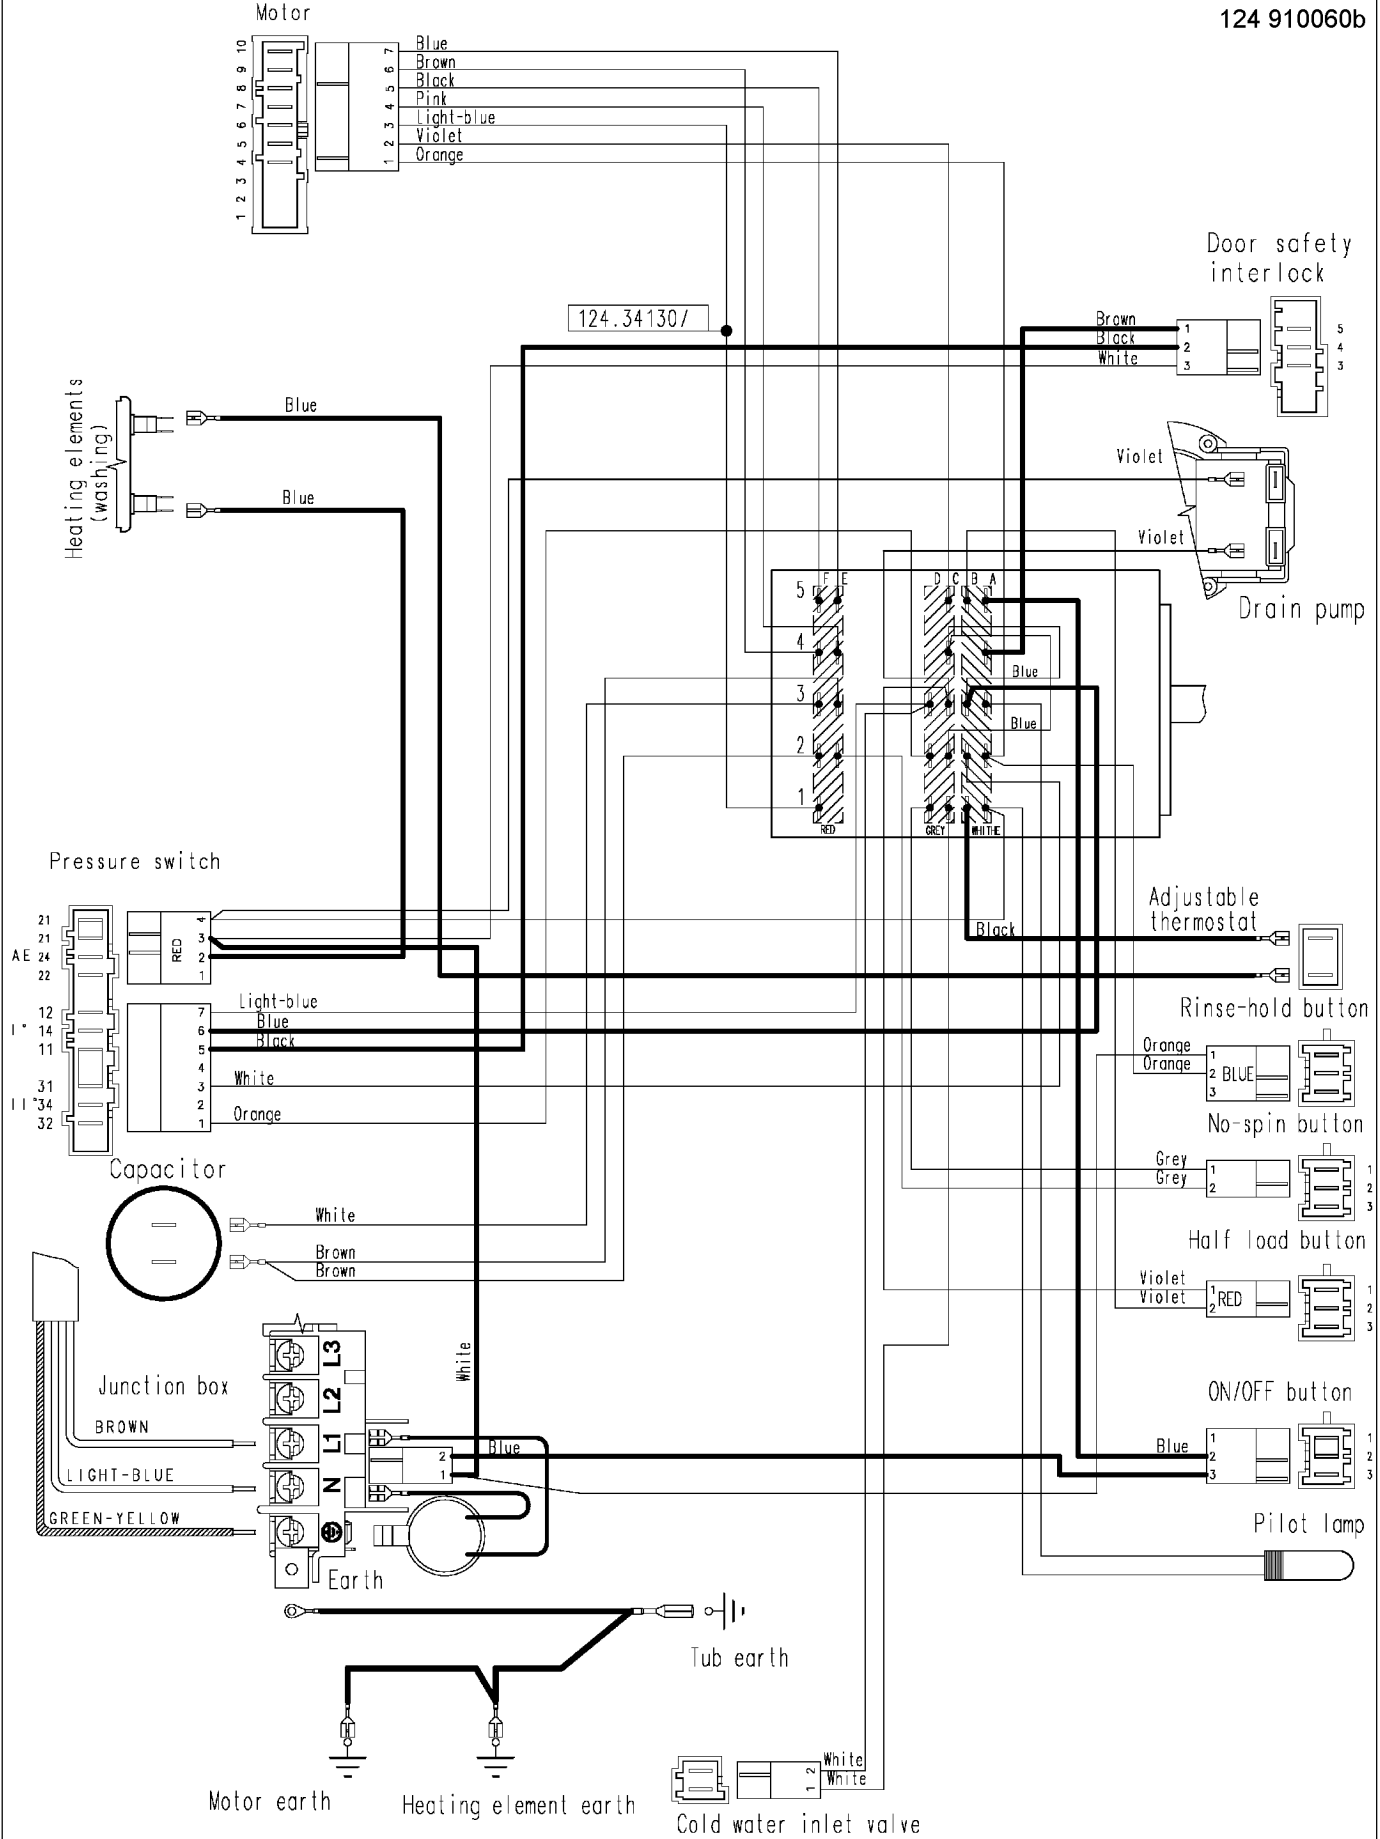 Motor
124 910060b
10
9
8
7
6
5
4
3
2
1
7 Blue
6 Brown
5 Black
4 Pink
3 Light-blue
2 Violet
1 Orange
Door safety
interlock
124.34130/
Brown 1
Black 2
White 3
5
4
3
Heating elements
(washing)
Blue
Blue
Violet
Violet
Drain pump
F E D C B A
5
4
3
2
1
Blue
Blue
RED GREY WHITHE
Pressure switch
21
21
AE 24
22
12
I° 14
11
31
II° 34
32
RED
4
3
2
1
7 Light-blue
6 Blue
5 Black
4
3 White
2
1 Orange
Adjustable
thermostat
Black
Rinse-hold button
Orange 1
Orange 2 BLUE
3
No-spin button
Grey 1
Grey 2
1
2
3
Half load button
Violet 1
Violet 2 RED
1
2
3
Capacitor
White
Brown
Brown
White
Junction box
L3
L2
L1
N
BROWN
LIGHT-BLUE
GREEN-YELLOW
2 Blue
1
ON/OFF button
1
Blue 2
3
1
2
3
Pilot lamp
Earth
Tub earth
Motor earth
Heating element earth
White 2
White 1
Cold water inlet valve